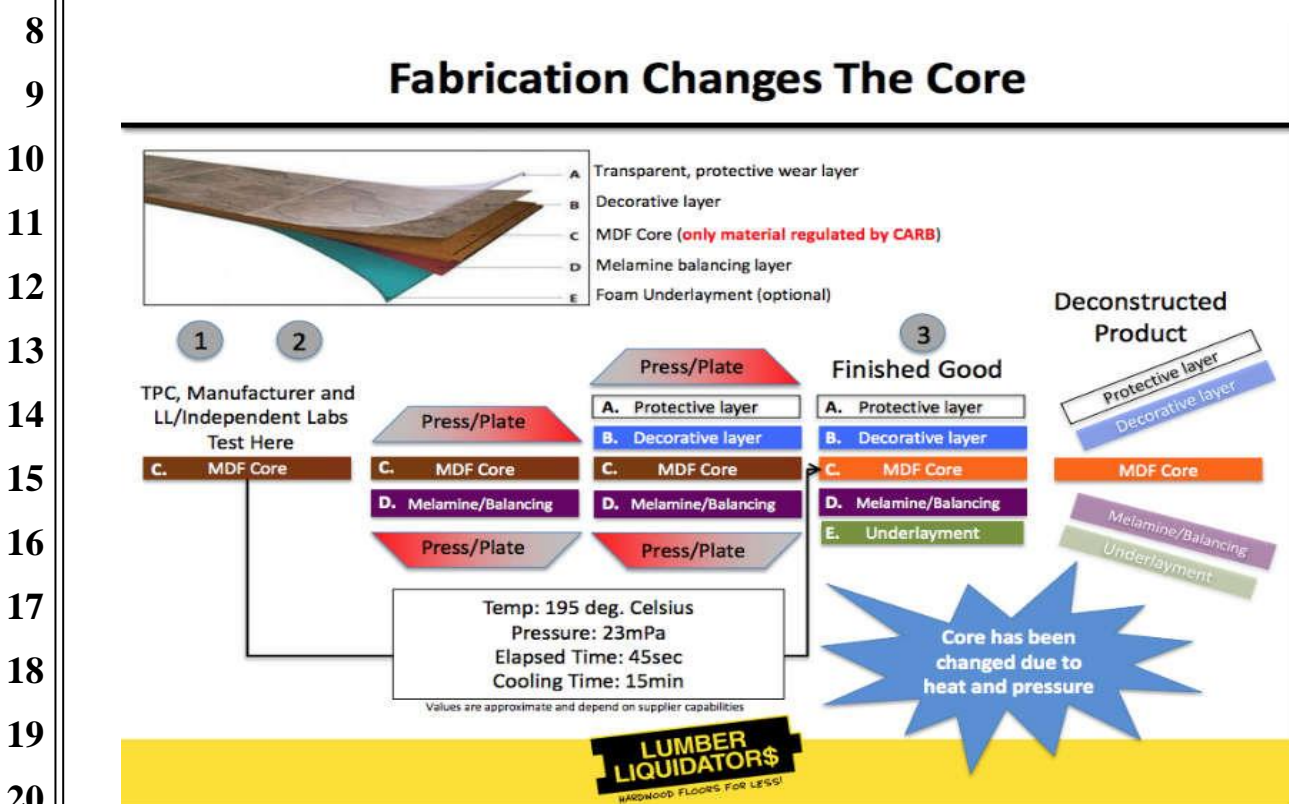 8
9
10
11
12
13
14
15
16
17
18
19
20
Fabrication Changes The Core
A Transparent, protective wear layer
B Decorative layer
C MDF Core (only material regulated by CARB)
D Melamine balancing layer
E Foam Underlayment (optional)
1 2
TPC, Manufacturer and
LL/Independent Labs
Test Here
C. MDF Core
Press/Plate
C. MDF Core
D. Melamine/Balancing
Press/Plate
Press/Plate
A. Protective layer
B. Decorative layer
C. MDF Core
D. Melamine/Balancing
Press/Plate
3
Finished Good
A. Protective layer
B. Decorative layer
C. MDF Core
D. Melamine/Balancing
E. Underlayment
Deconstructed
Product
Protective layer
Decorative layer
MDF Core
Melamine/Balancing
Underlayment
Temp: 195 deg. Celsius
Pressure: 23mPa
Elapsed Time: 45sec
Cooling Time: 15min
Values are approximate and depend on supplier capabilities
Core has been
changed due to
heat and pressure
LUMBER
LIQUIDATOR$
HARDWOOD FLOORS FOR LESS!